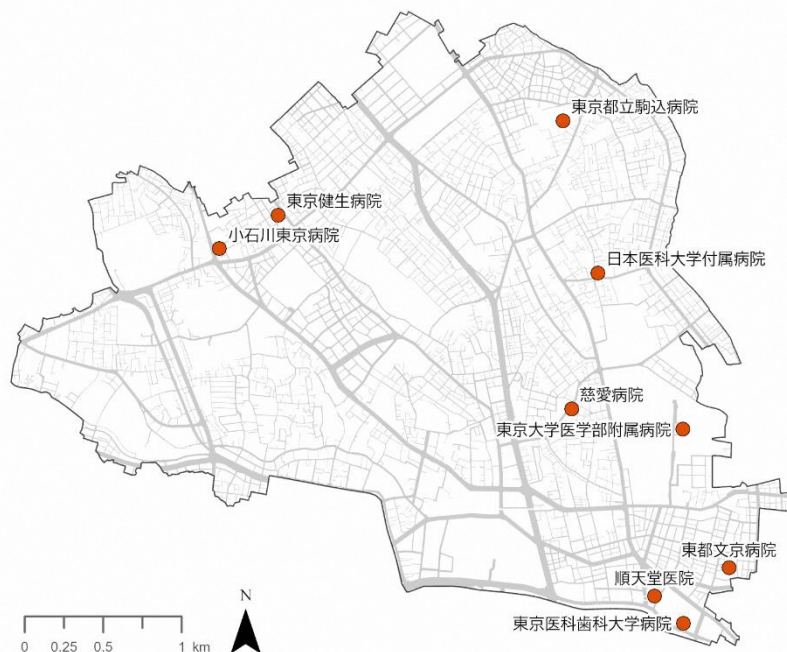 東京都立駒込病院
東京健生病院
小石川東京病院
日本医科大学付属病院
慈愛病院
東京大学医学部附属病院
東都文京病院
順天堂医院
東京医科歯科大学病院
N
0 0.25 0.5 1 km